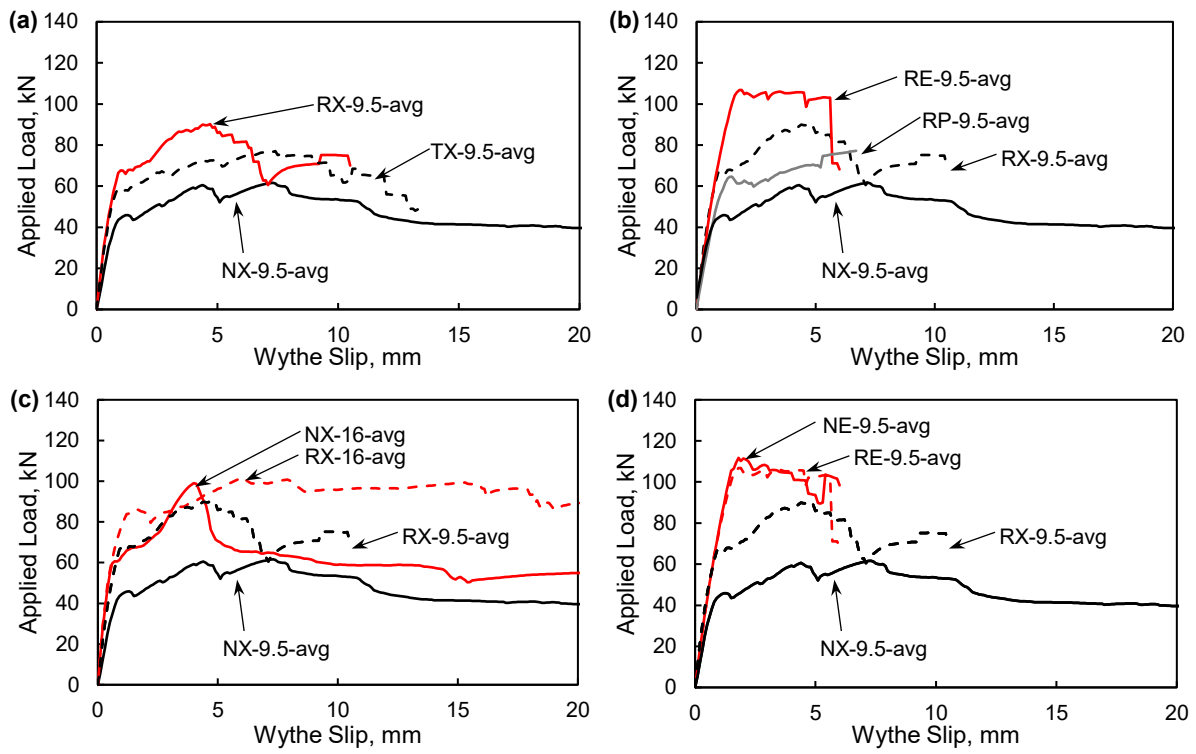 (a)
140
120
100
80
60
40
20
0
Applied Load, kN
RX-9.5-avg
TX-9.5-avg
NX-9.5-avg
0 5 10 15 20
Wythe Slip, mm
(b)
140
120
100
80
60
40
20
0
Applied Load, kN
RE-9.5-avg
RP-9.5-avg
RX-9.5-avg
NX-9.5-avg
0 5 10 15 20
Wythe Slip, mm
(c)
140
120
100
80
60
40
20
0
Applied Load, kN
NX-16-avg
RX-16-avg
RX-9.5-avg
NX-9.5-avg
0 5 10 15 20
Wythe Slip, mm
(d)
140
120
100
80
60
40
20
0
Applied Load, kN
NE-9.5-avg
RE-9.5-avg
RX-9.5-avg
NX-9.5-avg
0 5 10 15 20
Wythe Slip, mm